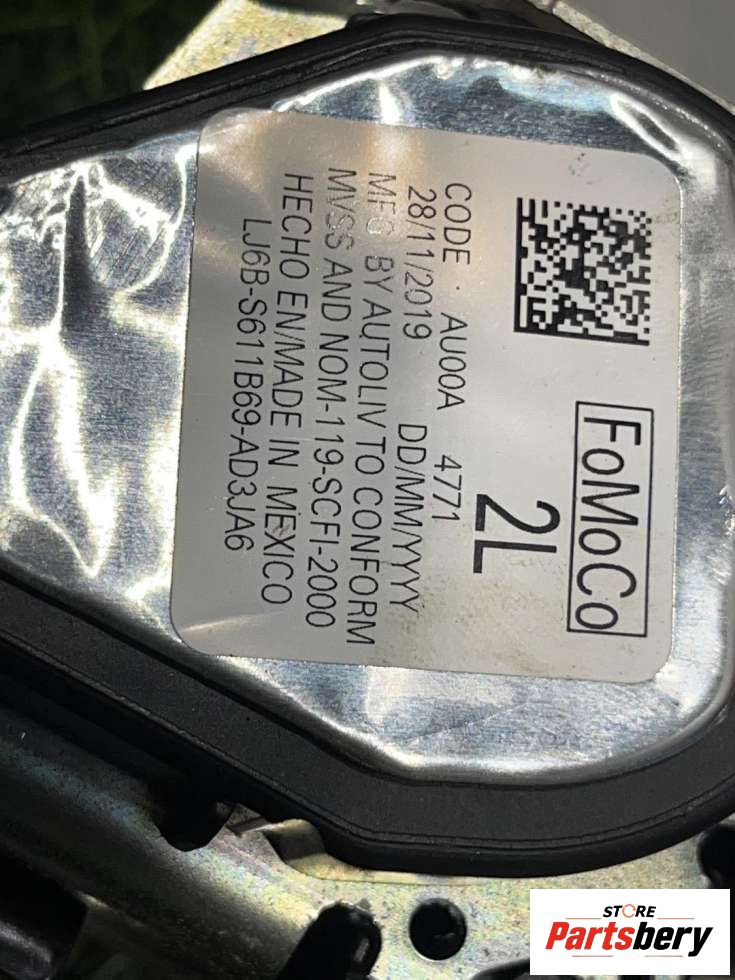 FoMoCo
2L
CODE · AU00A 4771
28/11/2019 DD/MM/YYYY
MFG BY AUTOLIV TO CONFORM
MVSS AND NOM-119-SCFI-2000
HECHO EN/MADE IN MEXICO
LJ6B-S611B69-AD3JA6
STORE
Partsbery